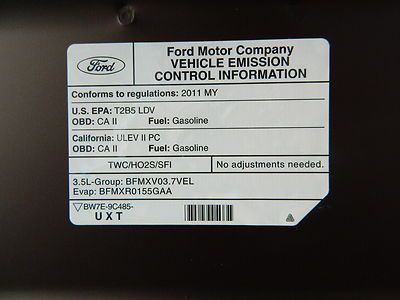 Ford
Ford Motor Company
VEHICLE EMISSION
CONTROL INFORMATION
Conforms to regulations: 2011 MY
U.S. EPA: T2B5 LDV
OBD: CA II Fuel: Gasoline
California: ULEV II PC
OBD: CA II Fuel: Gasoline
TWC/HO2S/SFI No adjustments needed.
3.5L-Group: BFMXV03.7VEL
Evap: BFMXR0155GAA
BW7E-9C485-
UXT